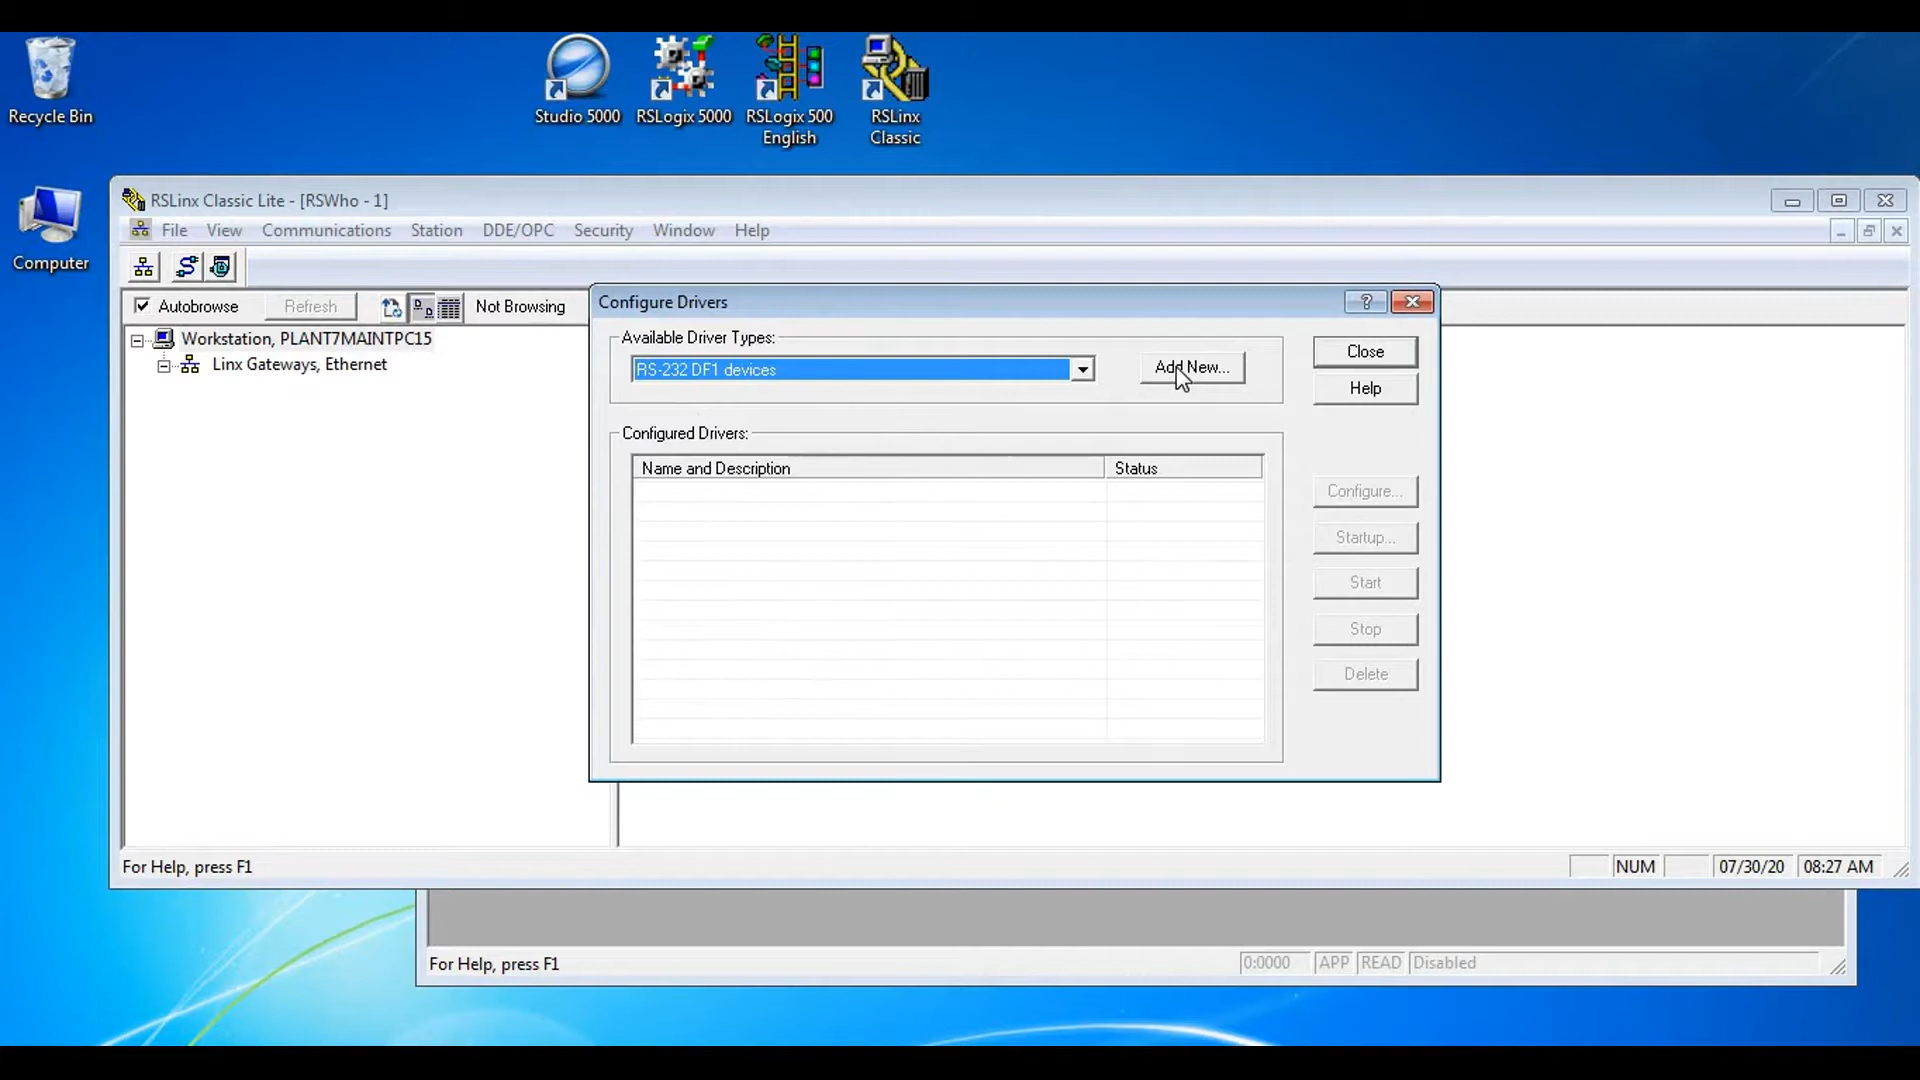 Recycle Bin
Studio 5000
RSLogix 5000
RSLogix 500
English
RSLinx
Classic
Computer
RSLinx Classic Lite - [RSWho - 1]
File View Communications Station DDE/OPC Security Window Help
Autobrowse Refresh Not Browsing
Workstation, PLANT7MAINTPC15
Linx Gateways, Ethernet
Configure Drivers
Available Driver Types:
RS-232 DF1 devices
Add New...
Close
Help
Configured Drivers:
Name and Description Status
Configure...
Startup...
Start
Stop
Delete
For Help, press F1
NUM 07/30/20 08:27 AM
For Help, press F1
0:0000 APP READ Disabled